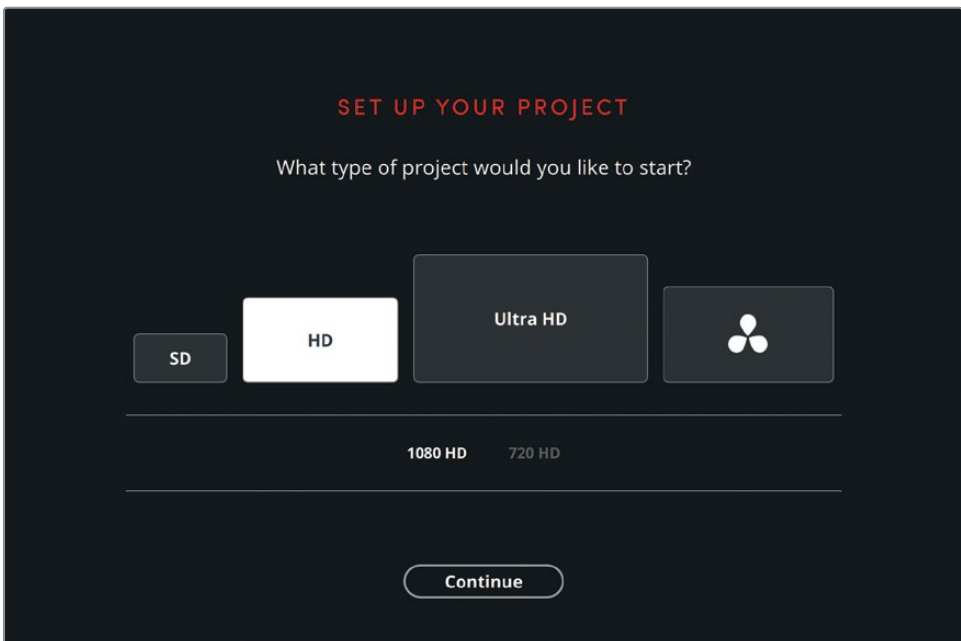 SET UP YOUR PROJECT
What type of project would you like to start?
SD
HD
Ultra HD
1080 HD
720 HD
Continue